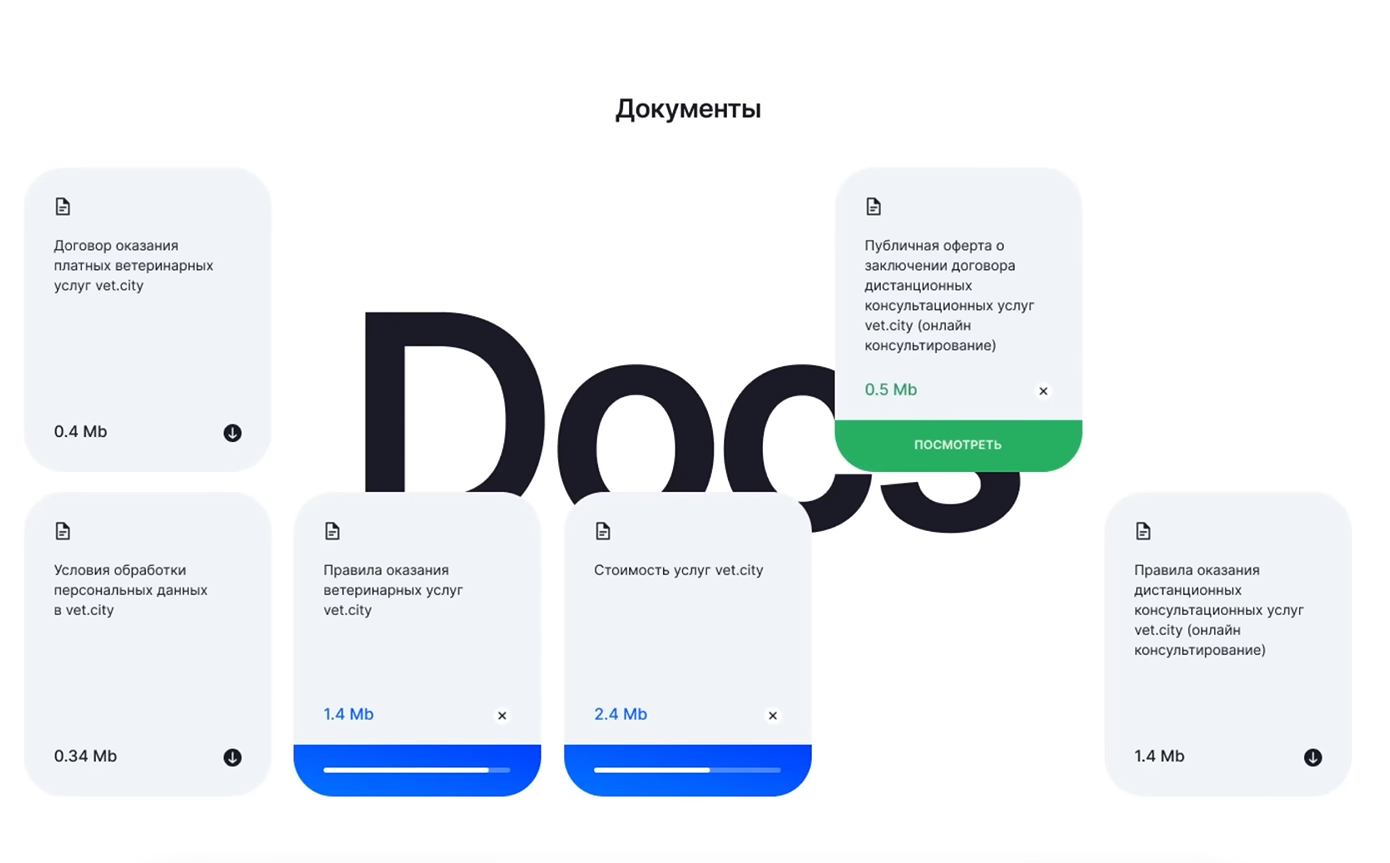 Документы
Договор оказания
платных ветеринарных
услуг vet.city
0.4 Mb
Docs
Публичная оферта о
заключении договора
дистанционных
консультационных услуг
vet.city (онлайн
консультирование)
0.5 Mb
ПОСМОТРЕТЬ
Условия обработки
персональных данных
в vet.city
0.34 Mb
Правила оказания
ветеринарных услуг
vet.city
1.4 Mb
Стоимость услуг vet.city
2.4 Mb
Правила оказания
дистанционных
консультационных услуг
vet.city (онлайн
консультирование)
1.4 Mb